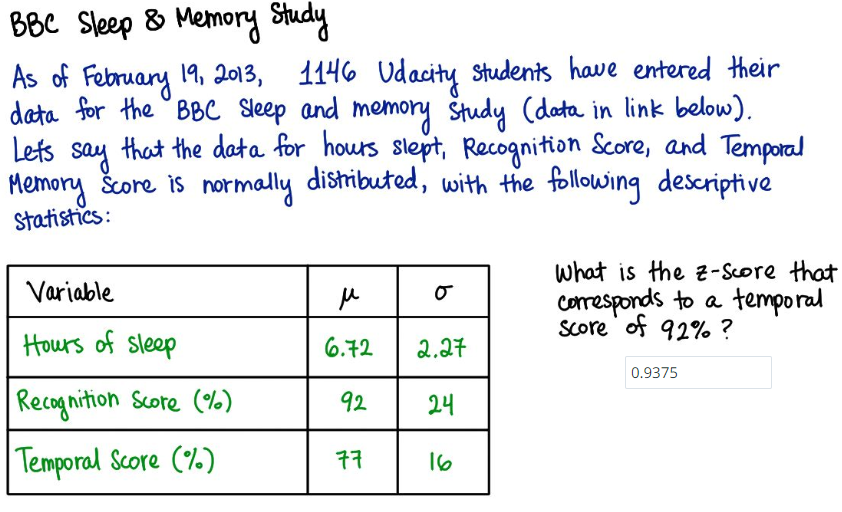 BBC Sleep & Memory Study
As of February 19, 2013, 1146 Udacity students have entered their
data for the BBC Sleep and memory Study (data in link below).
Lets say that the data for hours slept, Recognition Score, and Temporal
Memory Score is normally distributed, with the following descriptive
statistics:
Variable μ σ
Hours of sleep 6.72 2.27
Recognition Score (%) 92 24
Temporal Score (%) 77 16
What is the z-score that
corresponds to a temporal
score of 92% ?
0.9375